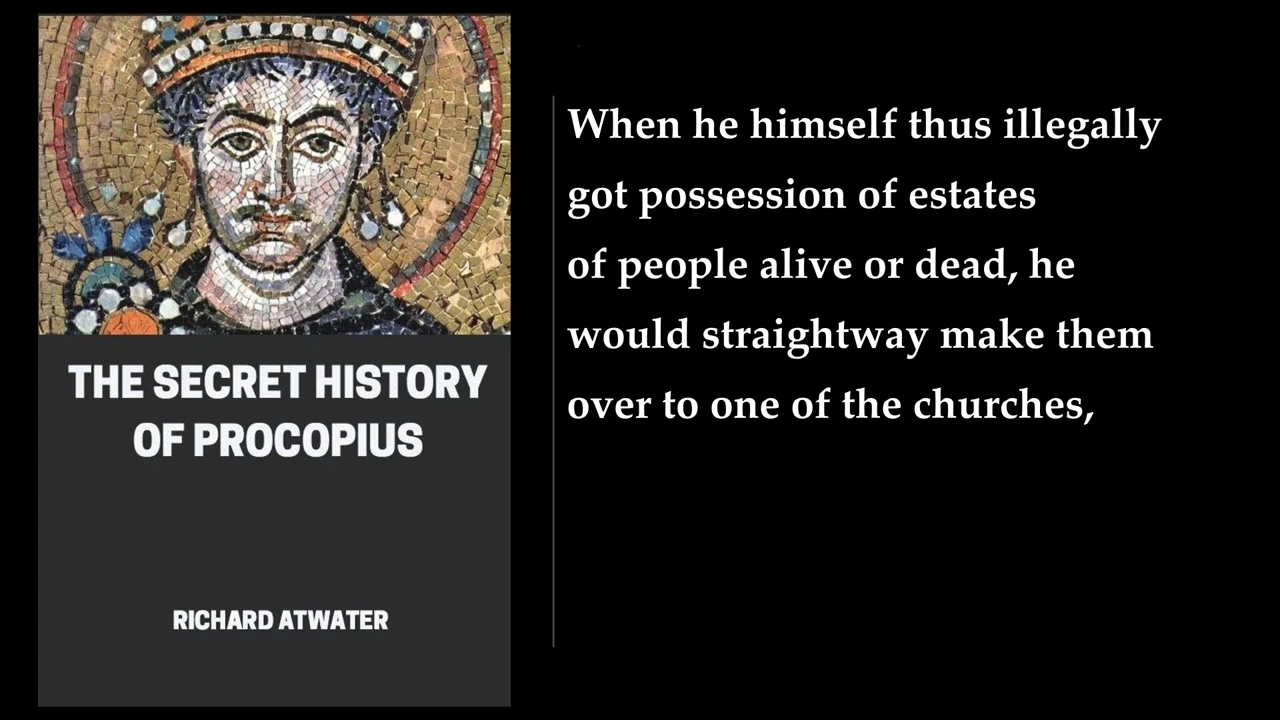 THE SECRET HISTORY
OF PROCOPIUS
RICHARD ATWATER
When he himself thus illegally
got possession of estates
of people alive or dead, he
would straightway make them
over to one of the churches,